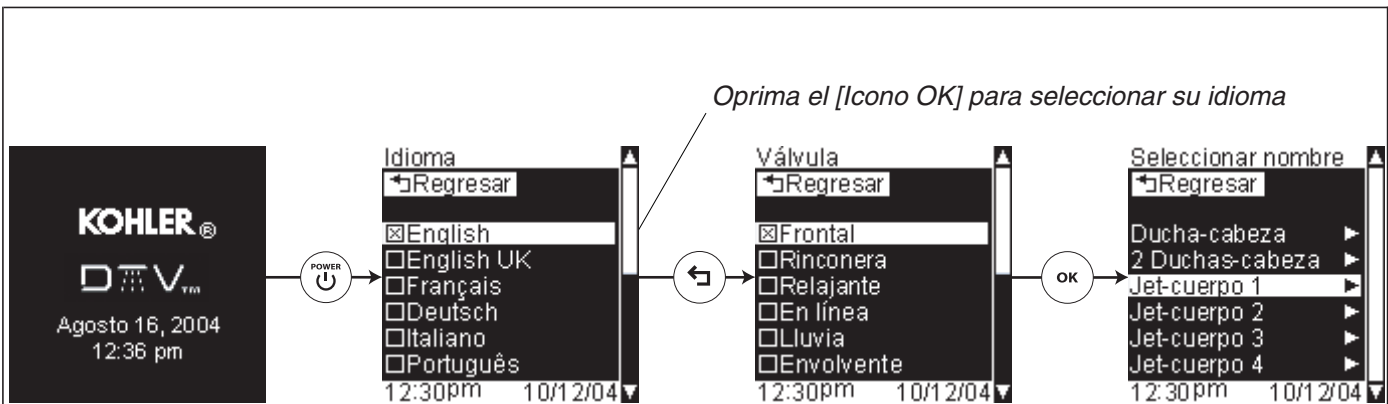 Oprima el [Icono OK] para seleccionar su idioma
KOHLER®
DTV™
Agosto 16, 2004
12:36 pm
POWER
Idioma
Regresar
English
English UK
Français
Deutsch
Italiano
Português
12:30pm 10/12/04
Válvula
Regresar
Frontal
Rinconera
Relajante
En línea
Lluvia
Envolvente
12:30pm 10/12/04
OK
Seleccionar nombre
Regresar
Ducha-cabeza
2 Duchas-cabeza
Jet-cuerpo 1
Jet-cuerpo 2
Jet-cuerpo 3
Jet-cuerpo 4
12:30pm 10/12/04